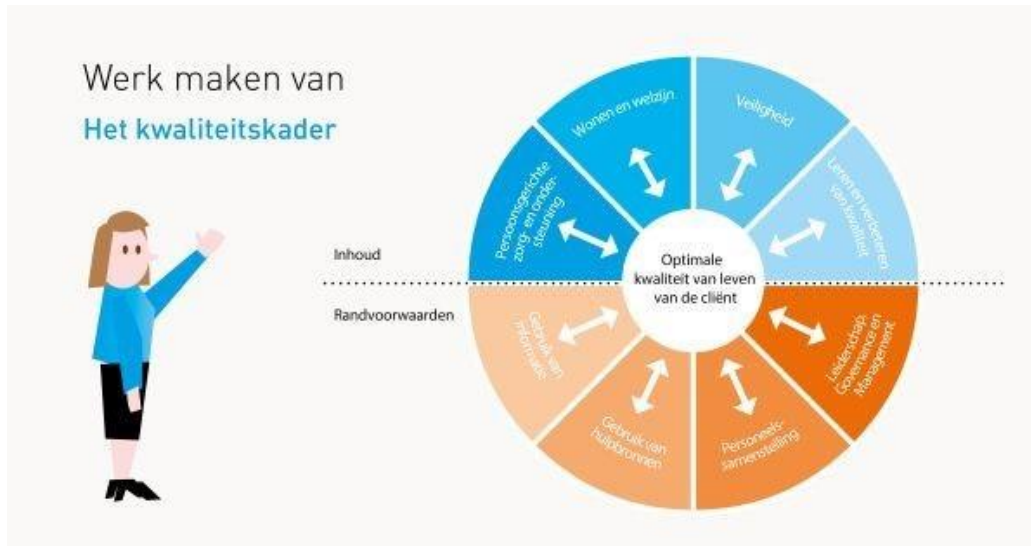 Werk maken van
Het kwaliteitskader
Wonen en welzijn
Veiligheid
Persoonsgerichte
zorg- en onder-
steuning
Leren en verbeteren
van kwaliteit
Inhoud
Optimale
kwaliteit van leven
van de cliënt
Randvoorwaarden
Gebruik van
informatie
Leiderschap,
Governance en
Management
Gebruik van
hulpbronnen
Personeels-
samenstelling